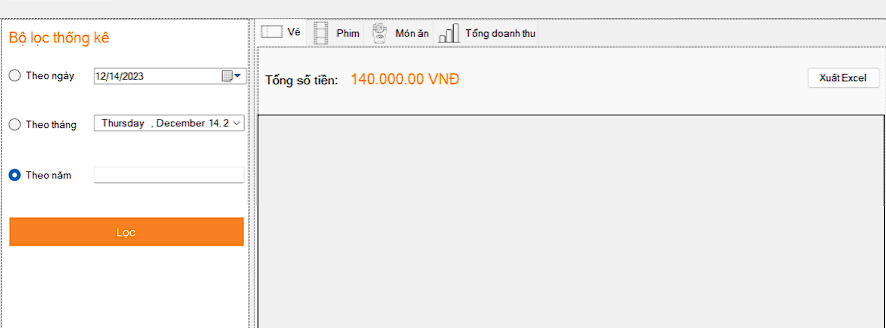 Bộ lọc thống kê
Theo ngày
12/14/2023
Theo tháng
Thursday , December 14, 2
Theo năm
Lọc
Vé
Phim
Món ăn
Tổng doanh thu
Tổng số tiền: 140.000.00 VNĐ
Xuất Excel